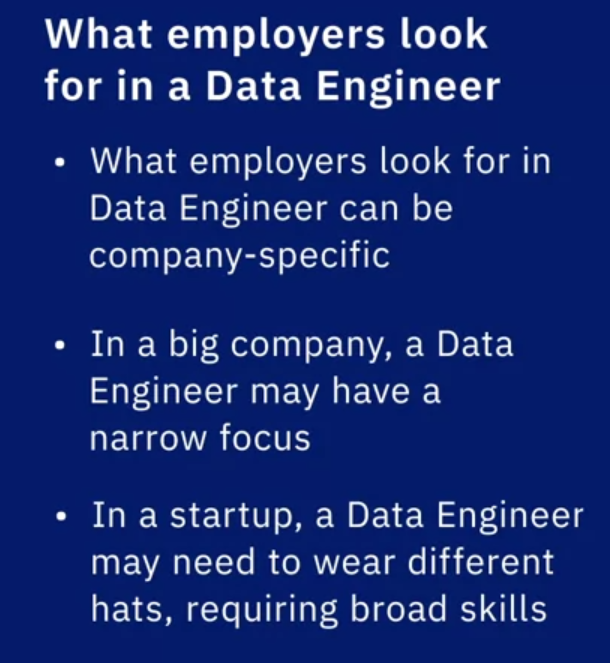 What employers look
for in a Data Engineer
• What employers look for in
Data Engineer can be
company-specific
• In a big company, a Data
Engineer may have a
narrow focus
• In a startup, a Data Engineer
may need to wear different
hats, requiring broad skills